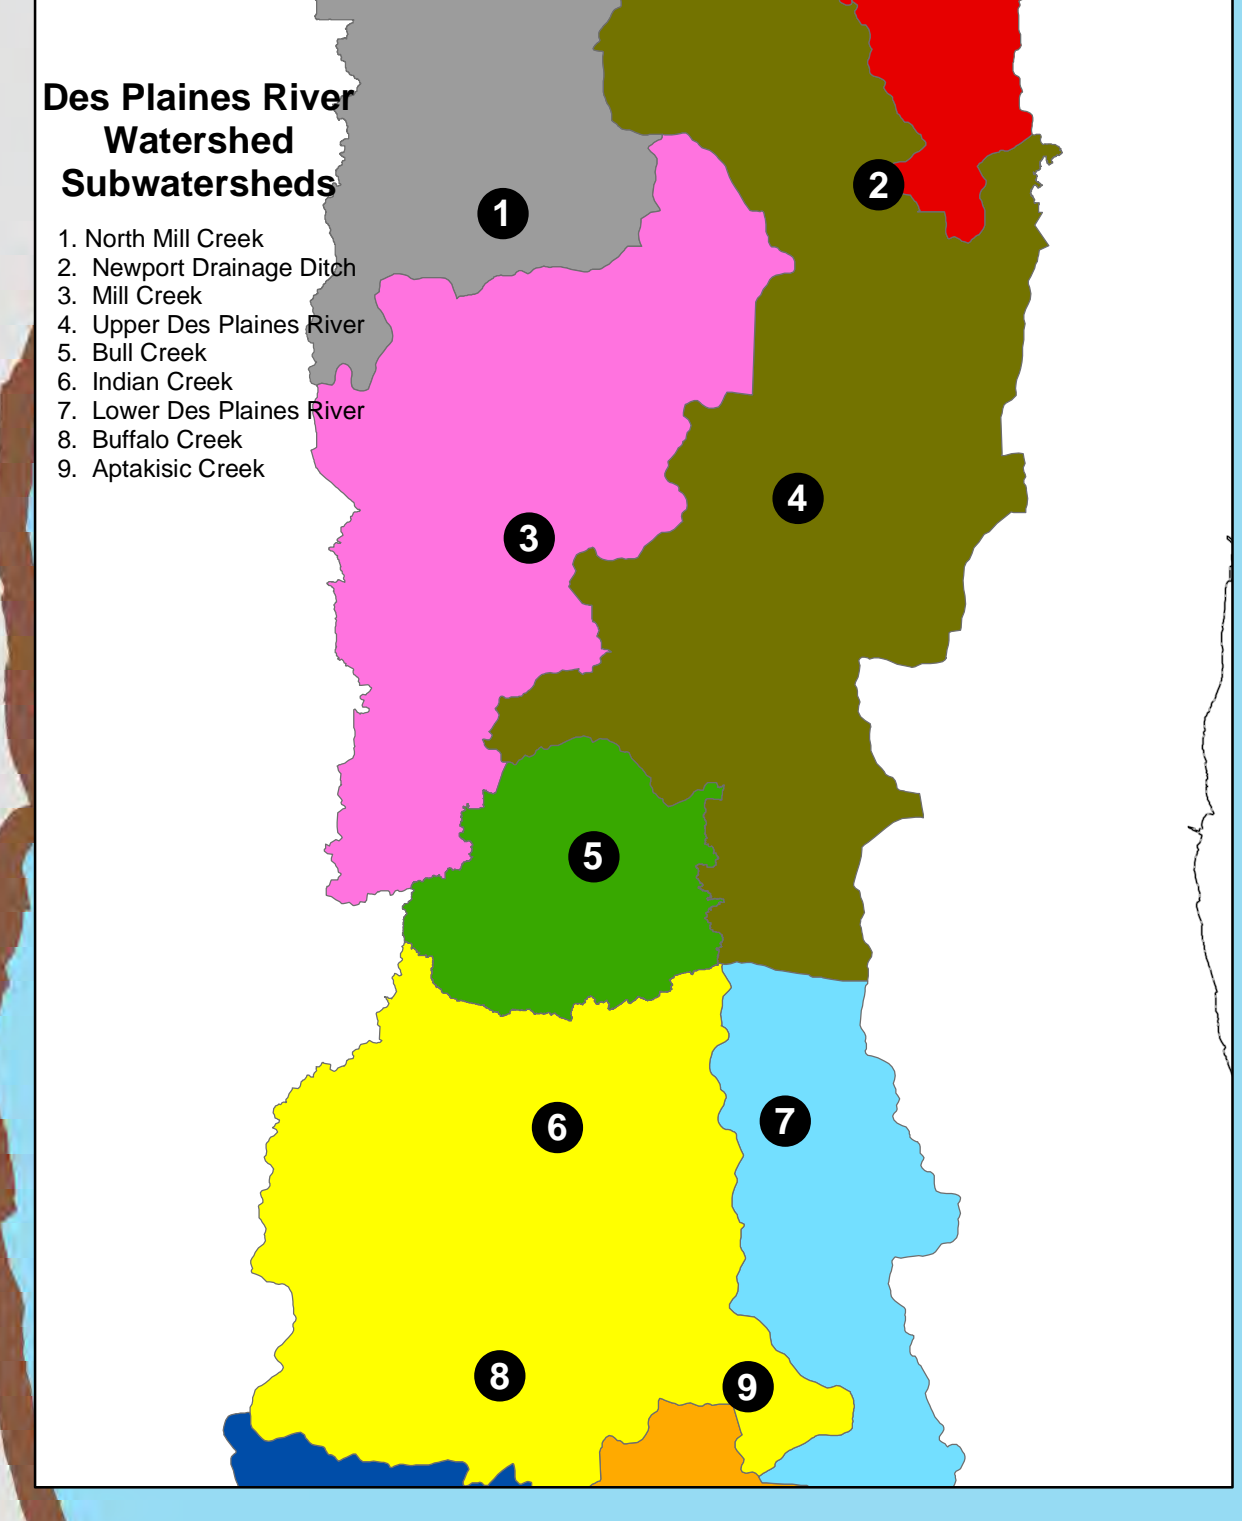 Des Plaines River
Watershed
Subwatersheds
1. North Mill Creek
2. Newport Drainage Ditch
3. Mill Creek
4. Upper Des Plaines River
5. Bull Creek
6. Indian Creek
7. Lower Des Plaines River
8. Buffalo Creek
9. Aptakisic Creek
1
2
3
4
5
6
7
8
9